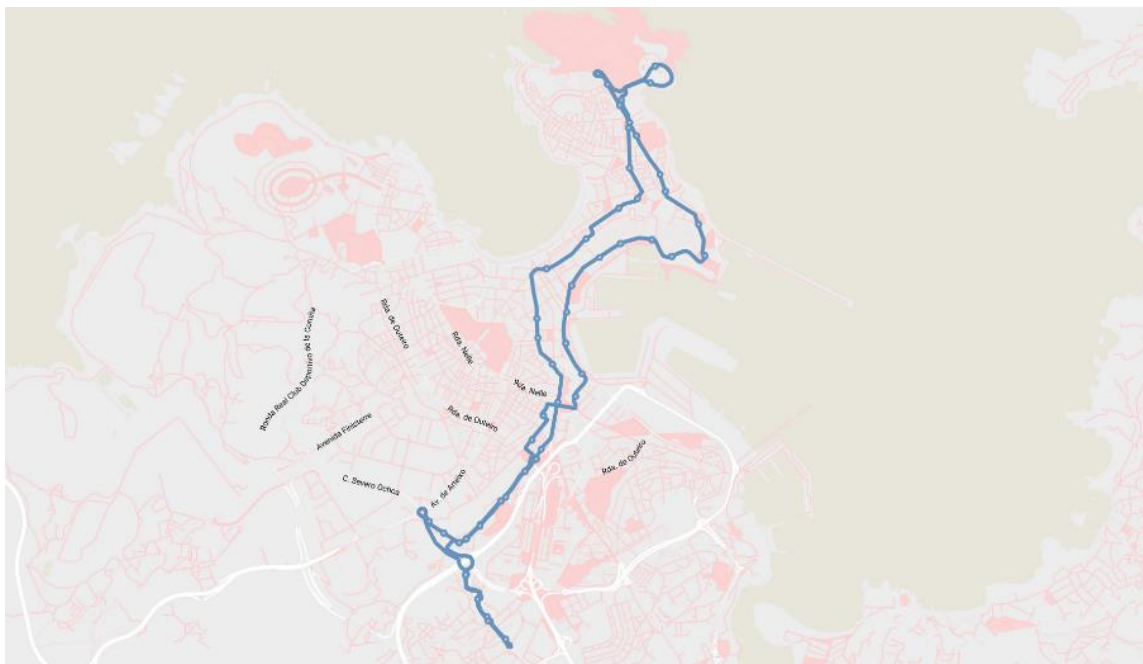 Rda. de Outeiro
Ronda Real Club Deportivo de la Coruña
Rda. Nelle
Rda. Nelle
Avenida Finisterre
Rda. de Outeiro
Rda. de Outeiro
C. Severo Ochoa
Av. de Arteixo